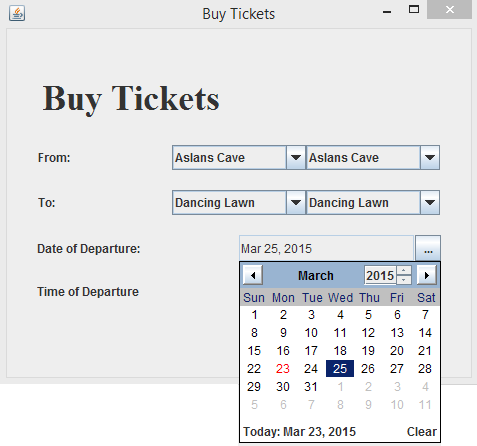 Buy Tickets
Buy Tickets
From: Aslans Cave Aslans Cave
To: Dancing Lawn Dancing Lawn
Date of Departure: Mar 25, 2015 ...
March 2015
Time of Departure
Sun Mon Tue Wed Thu Fri Sat
1 2 3 4 5 6 7
8 9 10 11 12 13 14
15 16 17 18 19 20 21
22 23 24 25 26 27 28
29 30 31 1 2 3 4
5 6 7 8 9 10 11
Today: Mar 23, 2015 Clear